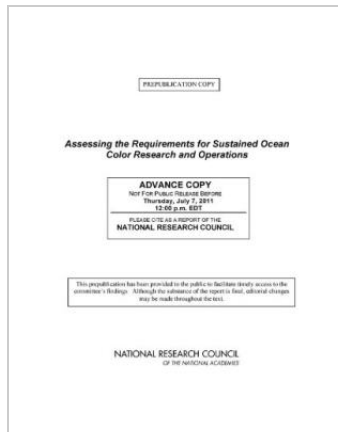 PREPUBLICATION COPY
Assessing the Requirements for Sustained Ocean
Color Research and Operations
ADVANCE COPY
NOT FOR PUBLIC RELEASE BEFORE
Thursday, July 7, 2011
12:00 p.m. EDT
PLEASE CITE AS A REPORT OF THE
NATIONAL RESEARCH COUNCIL
This prepublication has been provided to the public to facilitate timely access to the
committee's findings. Although the substance of the report is final, editorial changes
may be made throughout the text.
NATIONAL RESEARCH COUNCIL
OF THE NATIONAL ACADEMIES